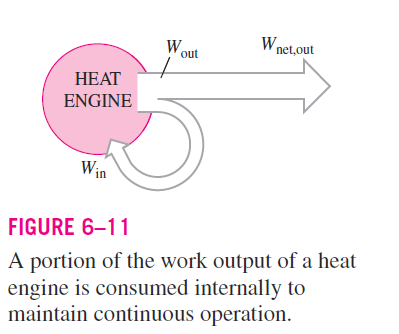 Wout
Wnet,out
HEAT
ENGINE
Win
FIGURE 6–11
A portion of the work output of a heat
engine is consumed internally to
maintain continuous operation.